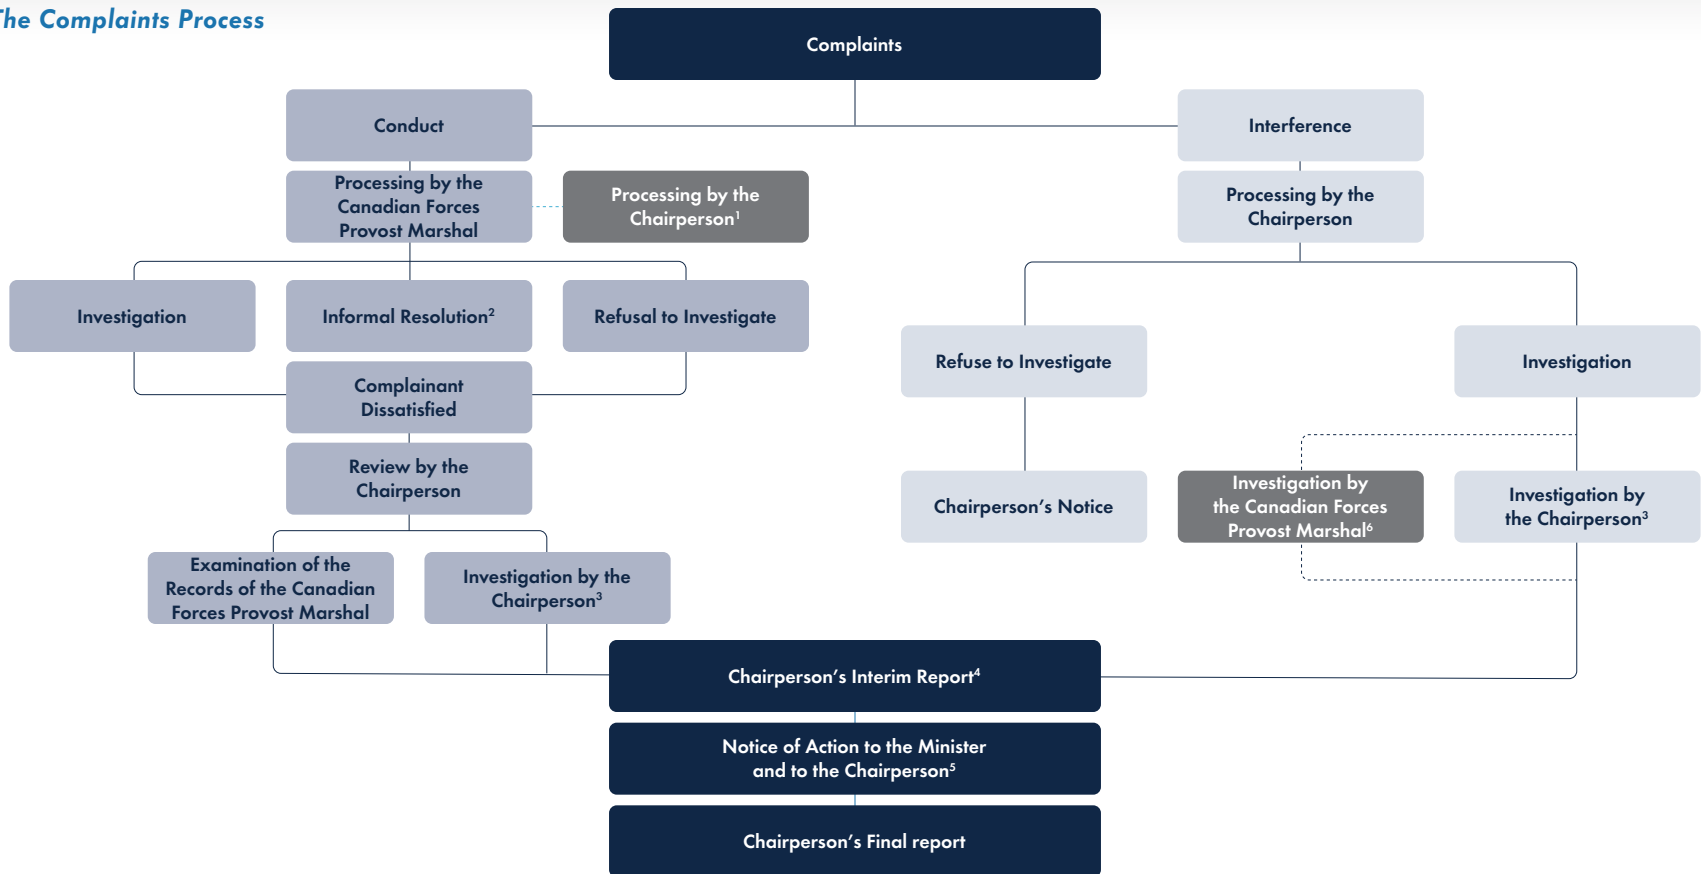 The Complaints Process
Complaints
Conduct
Interference
Processing by the
Canadian Forces
Provost Marshal
Processing by the
Chairperson¹
Processing by the
Chairperson
Investigation
Informal Resolution²
Refusal to Investigate
Refuse to Investigate
Investigation
Complainant
Dissatisfied
Review by the
Chairperson
Chairperson’s Notice
Investigation by
the Canadian Forces
Provost Marshal⁶
Investigation by
the Chairperson³
Examination of the
Records of the Canadian
Forces Provost Marshal
Investigation by the
Chairperson³
Chairperson’s Interim Report⁴
Notice of Action to the Minister
and to the Chairperson⁵
Chairperson’s Final report